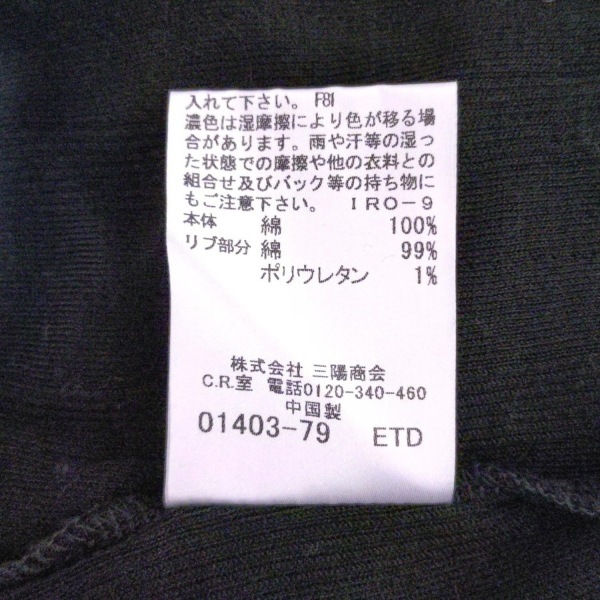 入れて下さい。 F81
濃色は湿摩擦により色が移る場
合があります。雨や汗等の湿っ
た状態での摩擦や他の衣料との
組合せ及びバック等の持ち物に
もご注意下さい。 IRO-9
本体 綿 100%
リブ部分 綿 99%
ポリウレタン 1%
株式会社 三陽商会
C.R.室 電話0120-340-460
中国製
01403-79 ETD